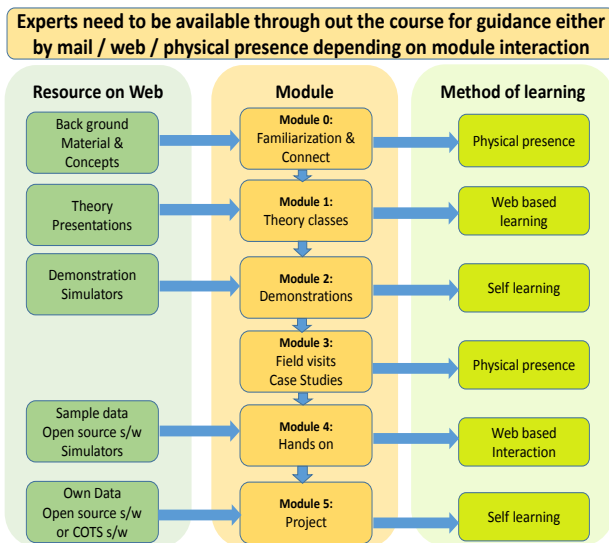 Experts need to be available through out the course for guidance either
by mail / web / physical presence depending on module interaction
Resource on Web
Module
Method of learning
Back ground
Material &
Concepts
Module 0:
Familiarization &
Connect
Physical presence
Theory
Presentations
Module 1:
Theory classes
Web based
learning
Demonstration
Simulators
Module 2:
Demonstrations
Self learning
Module 3:
Field visits
Case Studies
Physical presence
Sample data
Open source s/w
Simulators
Module 4:
Hands on
Web based
Interaction
Own Data
Open source s/w
or COTS s/w
Module 5:
Project
Self learning